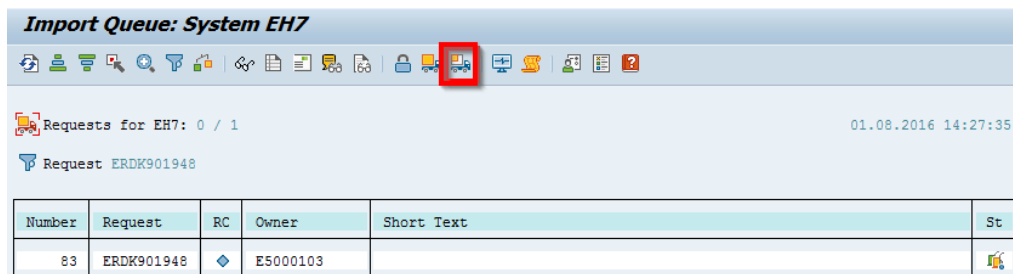 Import Queue: System EH7
Requests for EH7: 0 / 1 01.08.2016 14:27:35
Request ERDK901948
Number Request RC Owner Short Text St
83 ERDK901948 E5000103